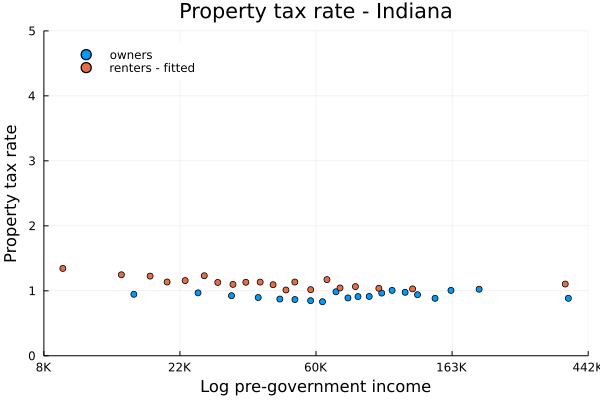 Property tax rate - Indiana
owners
renters - fitted
Property tax rate
5
4
3
2
1
0
8K 22K 60K 163K 442K
Log pre-government income